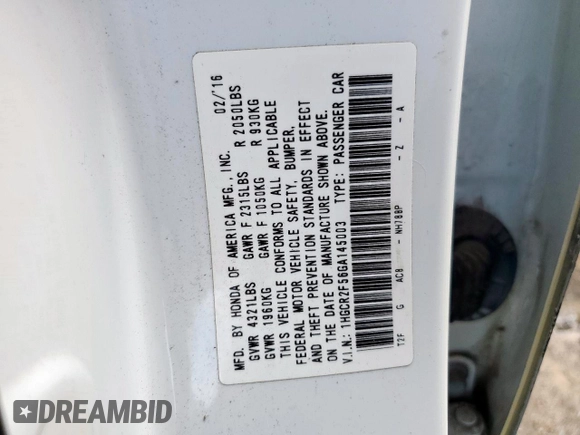 MFD. BY HONDA OF AMERICA MFG., INC. 02/'16
GVWR 4321LBS GAWR F 2315LBS R 2050LBS
GVWR 1960KG GAWR F 1050KG R 930KG
THIS VEHICLE CONFORMS TO ALL APPLICABLE
FEDERAL MOTOR VEHICLE SAFETY, BUMPER,
AND THEFT PREVENTION STANDARDS IN EFFECT
ON THE DATE OF MANUFACTURE SHOWN ABOVE.
V.I.N.: 1HGCR2F56GA145003 TYPE: PASSENGER CAR
T2F G AC8 - NH788P - Z - A
DREAMBID